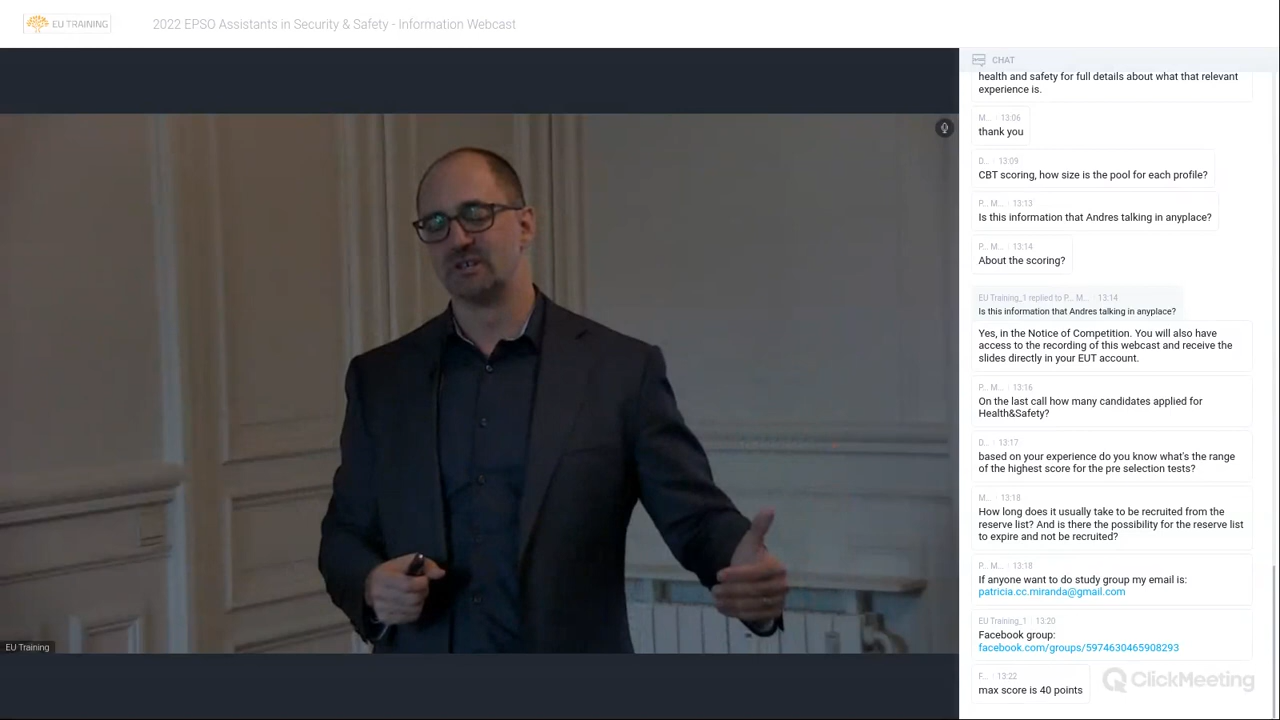 EU TRAINING
2022 EPSO Assistants in Security & Safety - Information Webcast
EU Training
CHAT
health and safety for full details about what that relevant
experience is.
M... 13:06
thank you
D... 13:09
CBT scoring, how size is the pool for each profile?
P... M... 13:13
Is this information that Andres talking in anyplace?
P... M... 13:14
About the scoring?
EU Training_1 replied to P... M... 13:14
Is this information that Andres talking in anyplace?
Yes, in the Notice of Competition. You will also have
access to the recording of this webcast and receive the
slides directly in your EUT account.
P... M... 13:16
On the last call how many candidates applied for
Health&Safety?
D... 13:17
based on your experience do you know what's the range
of the highest score for the pre selection tests?
M... 13:18
How long does it usually take to be recruited from the
reserve list? And is there the possibility for the reserve list
to expire and not be recruited?
P... M... 13:18
If anyone want to do study group my email is:
patricia.cc.miranda@gmail.com
EU Training_1 13:20
Facebook group:
facebook.com/groups/5974630465908293
F... 13:22
max score is 40 points
ClickMeeting